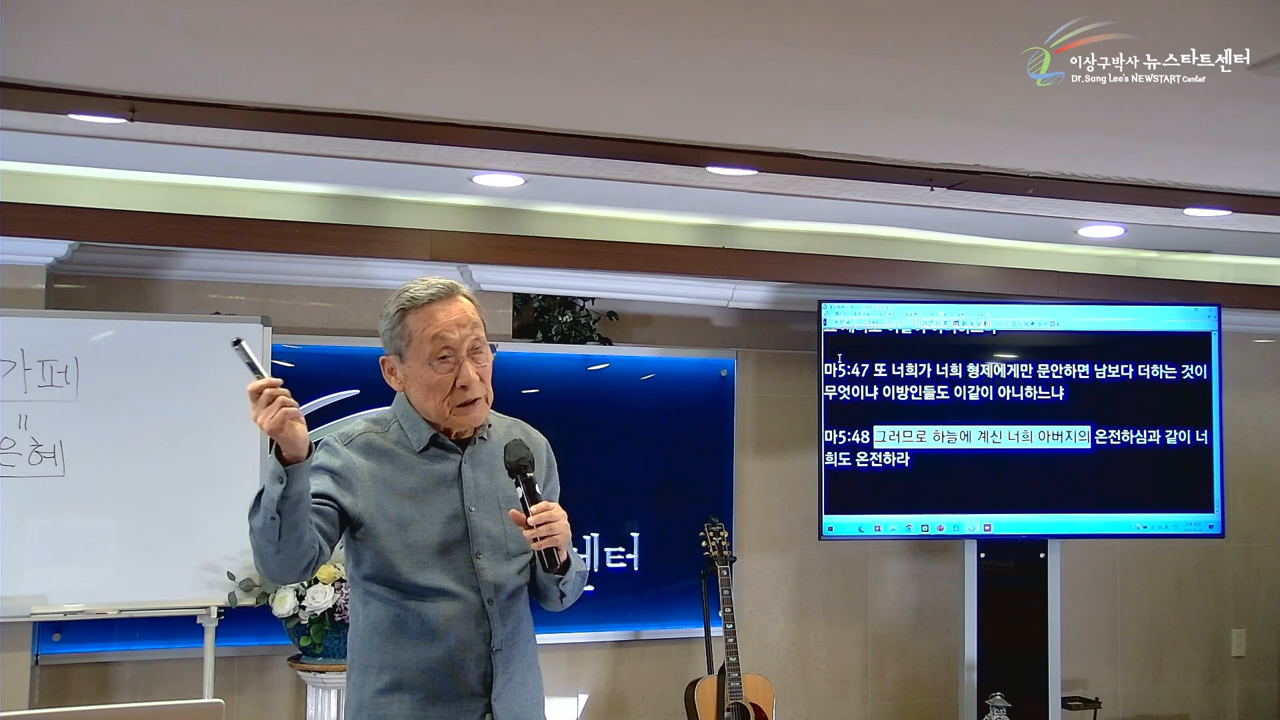 이상구박사 뉴스타트센터
Dr. Sang Lee's NEWSTART Center
가페
=
은혜
센터
마5:47 또 너희가 너희 형제에게만 문안하면 남보다 더하는 것이
무엇이냐 이방인들도 이같이 아니하느냐
마5:48 그러므로 하늘에 계신 너희 아버지의 온전하심과 같이 너
희도 온전하라